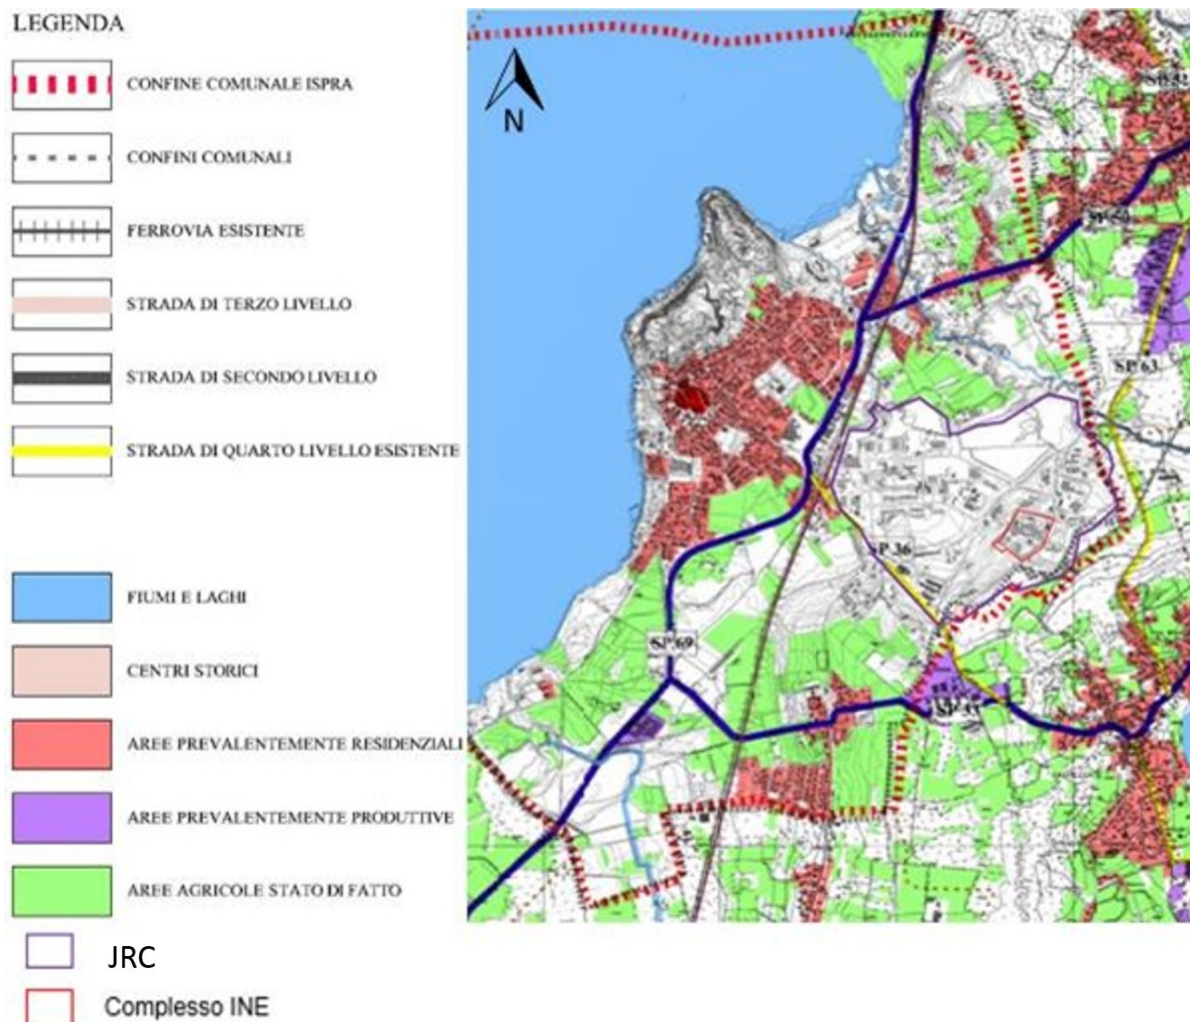 LEGENDA
CONFINE COMUNALE ISPRA
CONFINI COMUNALI
FERROVIA ESISTENTE
STRADA DI TERZO LIVELLO
STRADA DI SECONDO LIVELLO
STRADA DI QUARTO LIVELLO ESISTENTE
FIUMI E LAGHI
CENTRI STORICI
AREE PREVALENTEMENTE RESIDENZIALI
AREE PREVALENTEMENTE PRODUTTIVE
AREE AGRICOLE STATO DI FATTO
JRC
Complesso INE
N
SP 63
SP 36
SP 69